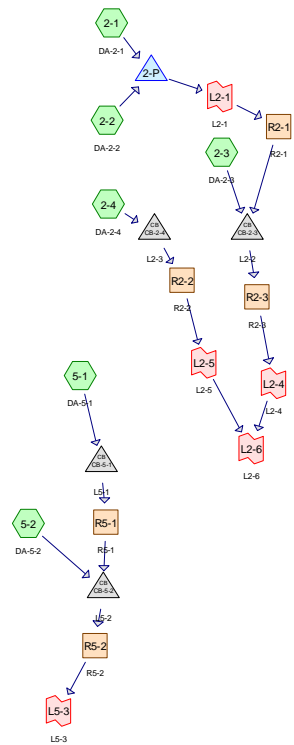 2-1
DA-2-1
2-P
L2-1
L2-1
2-2
DA-2-2
R2-1
R2-1
2-3
DA-2-3
2-4
DA-2-4
CB
CB-2-4
L2-3
CB
CB-2-3
L2-2
R2-2
R2-2
R2-3
R2-3
L2-5
L2-5
L2-4
L2-4
L2-6
L2-6
5-1
DA-5-1
CB
CB-5-1
L5-1
R5-1
R5-1
5-2
DA-5-2
CB
CB-5-2
L5-2
R5-2
R5-2
L5-3
L5-3